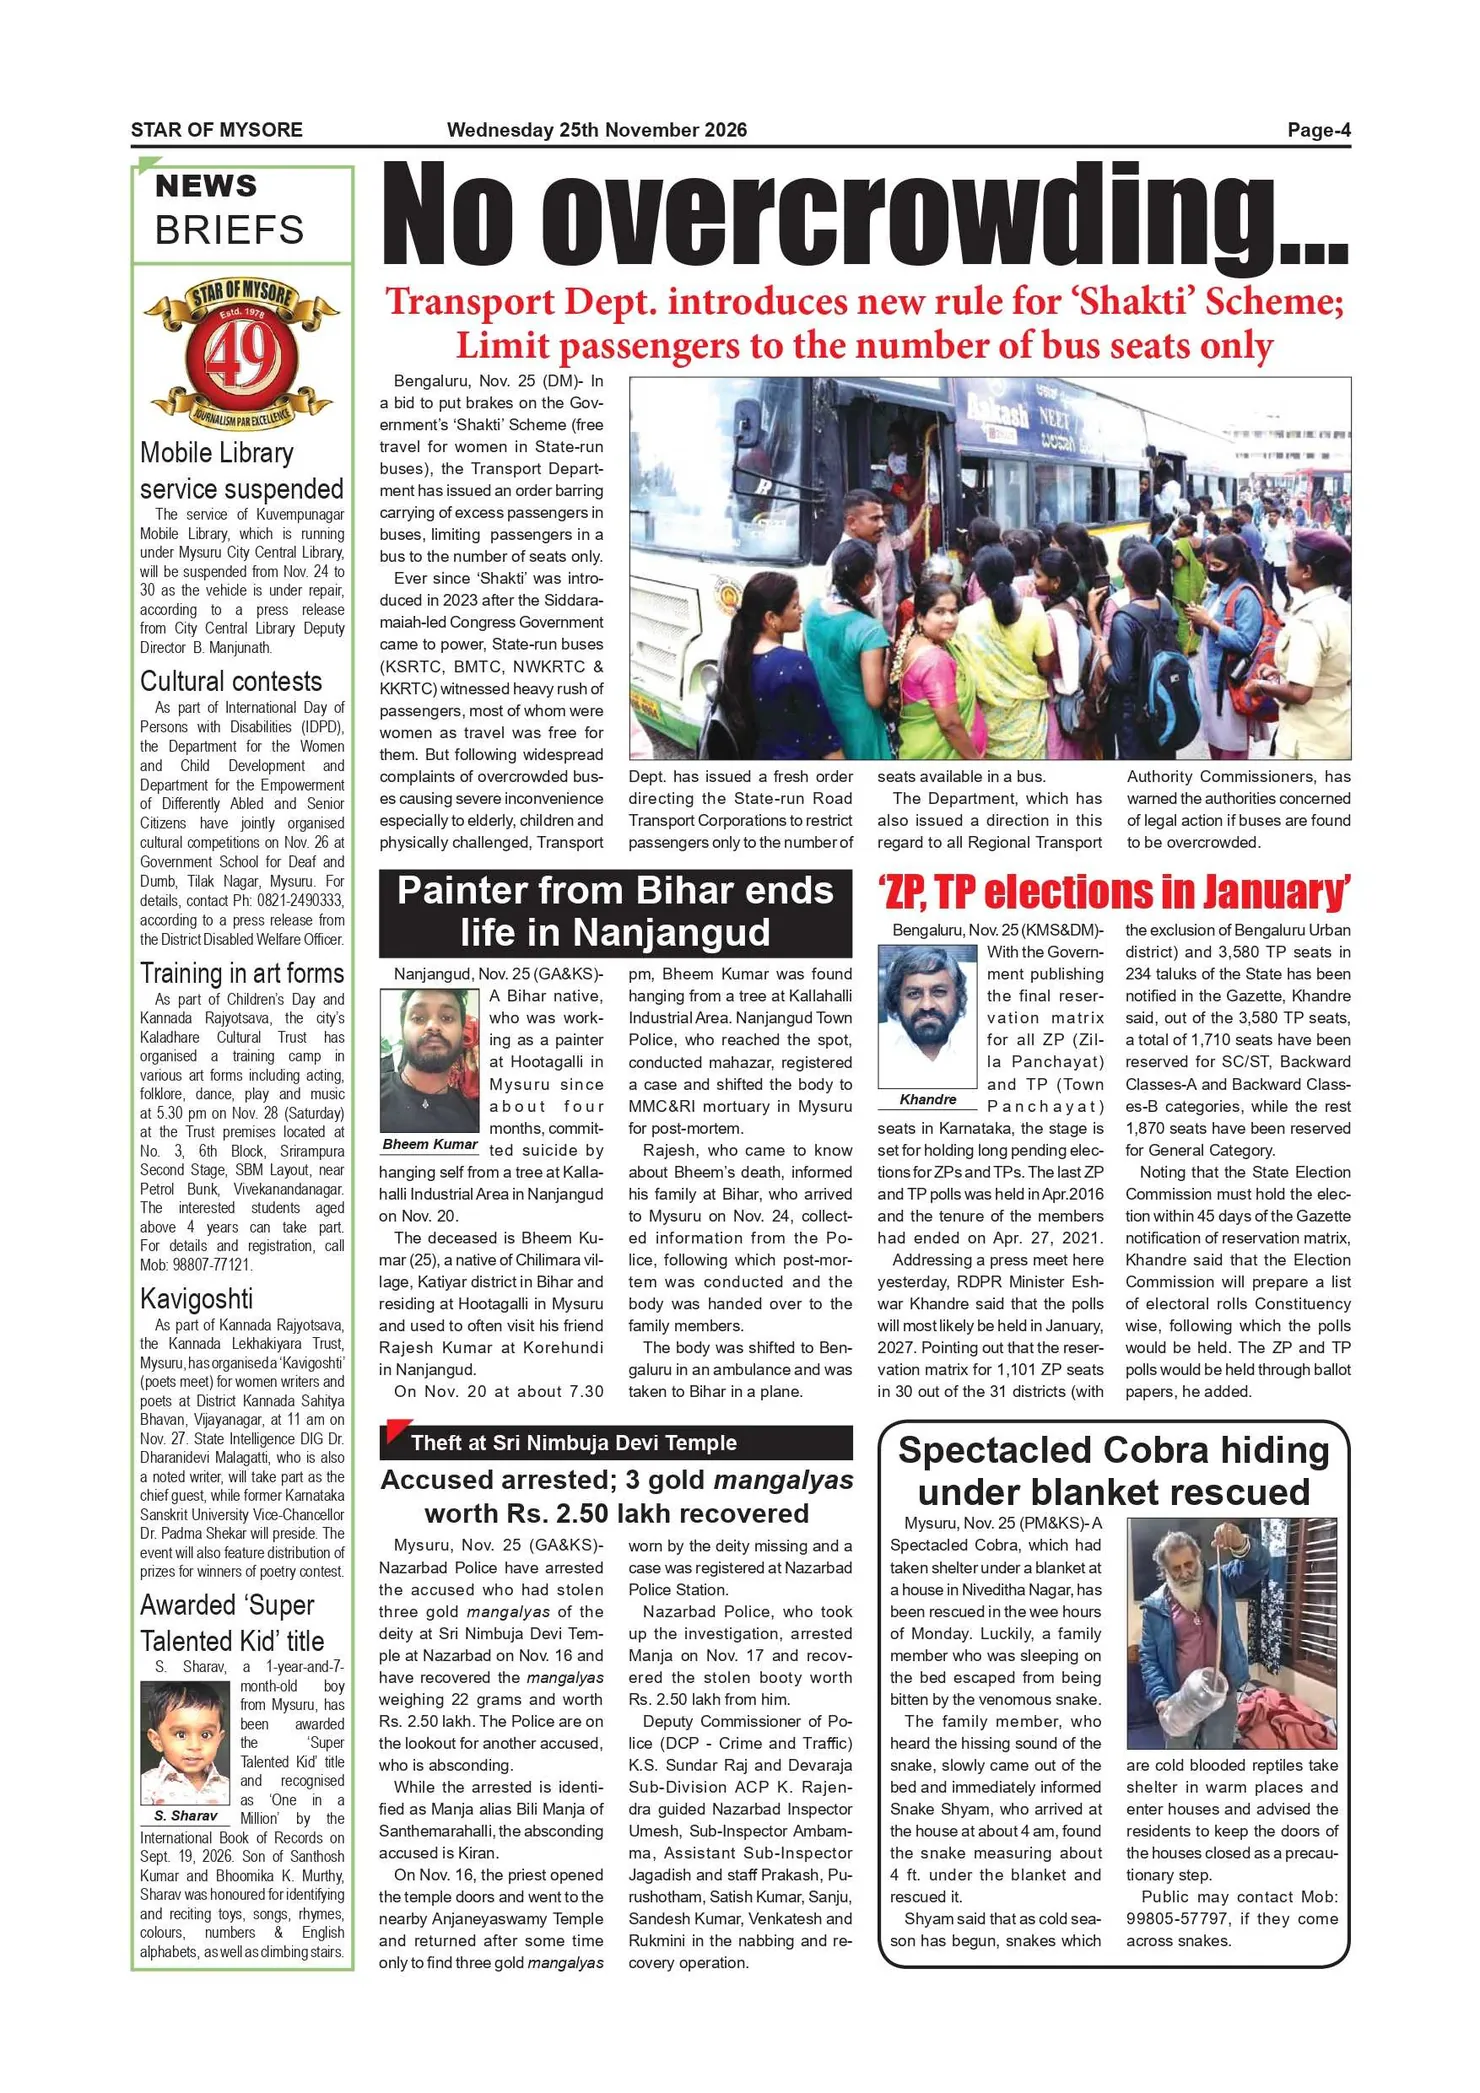 STAR OF MYSORE
Wednesday 25th November 2026
Page-4
NEWS
BRIEFS
STAR OF MYSORE
Estd. 1978
49
JOURNALISM PAR EXCELLENCE
Mobile Library
service suspended
The service of Kuvempunagar
Mobile Library, which is running
under Mysuru City Central Library,
will be suspended from Nov. 24 to
30 as the vehicle is under repair,
according to a press release
from City Central Library Deputy
Director B. Manjunath.
Cultural contests
As part of International Day of
Persons with Disabilities (IDPD),
the Department for the Women
and Child Development and
Department for the Empowerment
of Differently Abled and Senior
Citizens have jointly organised
cultural competitions on Nov. 26 at
Government School for Deaf and
Dumb, Tilak Nagar, Mysuru. For
details, contact Ph: 0821-2490333,
according to a press release from
the District Disabled Welfare Officer.
Training in art forms
As part of Children's Day and
Kannada Rajyotsava, the city's
Kaladhare Cultural Trust has
organised a training camp in
various art forms including acting,
folklore, dance, play and music
at 5.30 pm on Nov. 28 (Saturday)
at the Trust premises located at
No. 3, 6th Block, Srirampura
Second Stage, SBM Layout, near
Petrol Bunk, Vivekanandanagar.
The interested students aged
above 4 years can take part.
For details and registration, call
Mob: 98807-77121.
Kavigoshti
As part of Kannada Rajyotsava,
the Kannada Lekhakiyara Trust,
Mysuru, has organised a 'Kavigoshti'
(poets meet) for women writers and
poets at District Kannada Sahitya
Bhavan, Vijayanagar, at 11 am on
Nov. 27. State Intelligence DIG Dr.
Dharanidevi Malagatti, who is also
a noted writer, will take part as the
chief guest, while former Karnataka
Sanskrit University Vice-Chancellor
Dr. Padma Shekar will preside. The
event will also feature distribution of
prizes for winners of poetry contest.
Awarded 'Super
Talented Kid' title
S. Sharav, a 1-year-and-7-
month-old boy
from Mysuru, has
been awarded
the 'Super
Talented Kid' title
and recognised
as 'One in a
Million' by the
S. Sharav
International Book of Records on
Sept. 19, 2026. Son of Santhosh
Kumar and Bhoomika K. Murthy,
Sharav was honoured for identifying
and reciting toys, songs, rhymes,
colours, numbers & English
alphabets, as well as climbing stairs.
No overcrowding...
Transport Dept. introduces new rule for 'Shakti' Scheme;
Limit passengers to the number of bus seats only
Bengaluru, Nov. 25 (DM)- In
a bid to put brakes on the Gov-
ernment's 'Shakti' Scheme (free
travel for women in State-run
buses), the Transport Depart-
ment has issued an order barring
carrying of excess passengers in
buses, limiting passengers in a
bus to the number of seats only.
Ever since 'Shakti' was intro-
duced in 2023 after the Siddara-
maiah-led Congress Government
came to power, State-run buses
(KSRTC, BMTC, NWKRTC &
KKRTC) witnessed heavy rush of
passengers, most of whom were
women as travel was free for
them. But following widespread
complaints of overcrowded bus-
es causing severe inconvenience
especially to elderly, children and
physically challenged, Transport
Aakash
NEET
Dept. has issued a fresh order
directing the State-run Road
Transport Corporations to restrict
passengers only to the number of
seats available in a bus.
The Department, which has
also issued a direction in this
regard to all Regional Transport
Authority Commissioners, has
warned the authorities concerned
of legal action if buses are found
to be overcrowded.
Painter from Bihar ends
life in Nanjangud
Nanjangud, Nov. 25 (GA&KS)-
A Bihar native,
who was work-
ing as a painter
at Hootagalli in
Mysuru since
about four
months, commit-
Bheem Kumar
ted suicide by
hanging self from a tree at Kalla-
halli Industrial Area in Nanjangud
on Nov. 20.
The deceased is Bheem Ku-
mar (25), a native of Chilimara vil-
lage, Katiyar district in Bihar and
residing at Hootagalli in Mysuru
and used to often visit his friend
Rajesh Kumar at Korehundi
in Nanjangud.
On Nov. 20 at about 7.30
pm, Bheem Kumar was found
hanging from a tree at Kallahalli
Industrial Area. Nanjangud Town
Police, who reached the spot,
conducted mahazar, registered
a case and shifted the body to
MMC&RI mortuary in Mysuru
for post-mortem.
Rajesh, who came to know
about Bheem's death, informed
his family at Bihar, who arrived
to Mysuru on Nov. 24, collect-
ed information from the Po-
lice, following which post-mor-
tem was conducted and the
body was handed over to the
family members.
The body was shifted to Ben-
galuru in an ambulance and was
taken to Bihar in a plane.
'ZP, TP elections in January'
Bengaluru, Nov. 25 (KMS&DM)-
With the Govern-
ment publishing
the final reser-
vation matrix
for all ZP (Zil-
la Panchayat)
and TP (Town
Khandre
Panchayat)
seats in Karnataka, the stage is
set for holding long pending elec-
tions for ZPs and TPs. The last ZP
and TP polls was held in Apr.2016
and the tenure of the members
had ended on Apr. 27, 2021.
Addressing a press meet here
yesterday, RDPR Minister Esh-
war Khandre said that the polls
will most likely be held in January,
2027. Pointing out that the reser-
vation matrix for 1,101 ZP seats
in 30 out of the 31 districts (with
the exclusion of Bengaluru Urban
district) and 3,580 TP seats in
234 taluks of the State has been
notified in the Gazette, Khandre
said, out of the 3,580 TP seats,
a total of 1,710 seats have been
reserved for SC/ST, Backward
Classes-A and Backward Class-
es-B categories, while the rest
1,870 seats have been reserved
for General Category.
Noting that the State Election
Commission must hold the elec-
tion within 45 days of the Gazette
notification of reservation matrix,
Khandre said that the Election
Commission will prepare a list
of electoral rolls Constituency
wise, following which the polls
would be held. The ZP and TP
polls would be held through ballot
papers, he added.
Theft at Sri Nimbuja Devi Temple
Accused arrested; 3 gold mangalyas
worth Rs. 2.50 lakh recovered
Mysuru, Nov. 25 (GA&KS)-
Nazarbad Police have arrested
the accused who had stolen
three gold mangalyas of the
deity at Sri Nimbuja Devi Tem-
ple at Nazarbad on Nov. 16 and
have recovered the mangalyas
weighing 22 grams and worth
Rs. 2.50 lakh. The Police are on
the lookout for another accused,
who is absconding.
While the arrested is identi-
fied as Manja alias Bili Manja of
Santhemarahalli, the absconding
accused is Kiran.
On Nov. 16, the priest opened
the temple doors and went to the
nearby Anjaneyaswamy Temple
and returned after some time
only to find three gold mangalyas
worn by the deity missing and a
case was registered at Nazarbad
Police Station.
Nazarbad Police, who took
up the investigation, arrested
Manja on Nov. 17 and recov-
ered the stolen booty worth
Rs. 2.50 lakh from him.
Deputy Commissioner of Po-
lice (DCP - Crime and Traffic)
K.S. Sundar Raj and Devaraja
Sub-Division ACP K. Rajen-
dra guided Nazarbad Inspector
Umesh, Sub-Inspector Ambam-
ma, Assistant Sub-Inspector
Jagadish and staff Prakash, Pu-
rushotham, Satish Kumar, Sanju,
Sandesh Kumar, Venkatesh and
Rukmini in the nabbing and re-
covery operation.
Spectacled Cobra hiding
under blanket rescued
Mysuru, Nov. 25 (PM&KS)- A
Spectacled Cobra, which had
taken shelter under a blanket at
a house in Niveditha Nagar, has
been rescued in the wee hours
of Monday. Luckily, a family
member who was sleeping on
the bed escaped from being
bitten by the venomous snake.
The family member, who
heard the hissing sound of the
snake, slowly came out of the
bed and immediately informed
Snake Shyam, who arrived at
the house at about 4 am, found
the snake measuring about
4 ft. under the blanket and
rescued it.
Shyam said that as cold sea-
son has begun, snakes which
are cold blooded reptiles take
shelter in warm places and
enter houses and advised the
residents to keep the doors of
the houses closed as a precau-
tionary step.
Public may contact Mob:
99805-57797, if they come
across snakes.